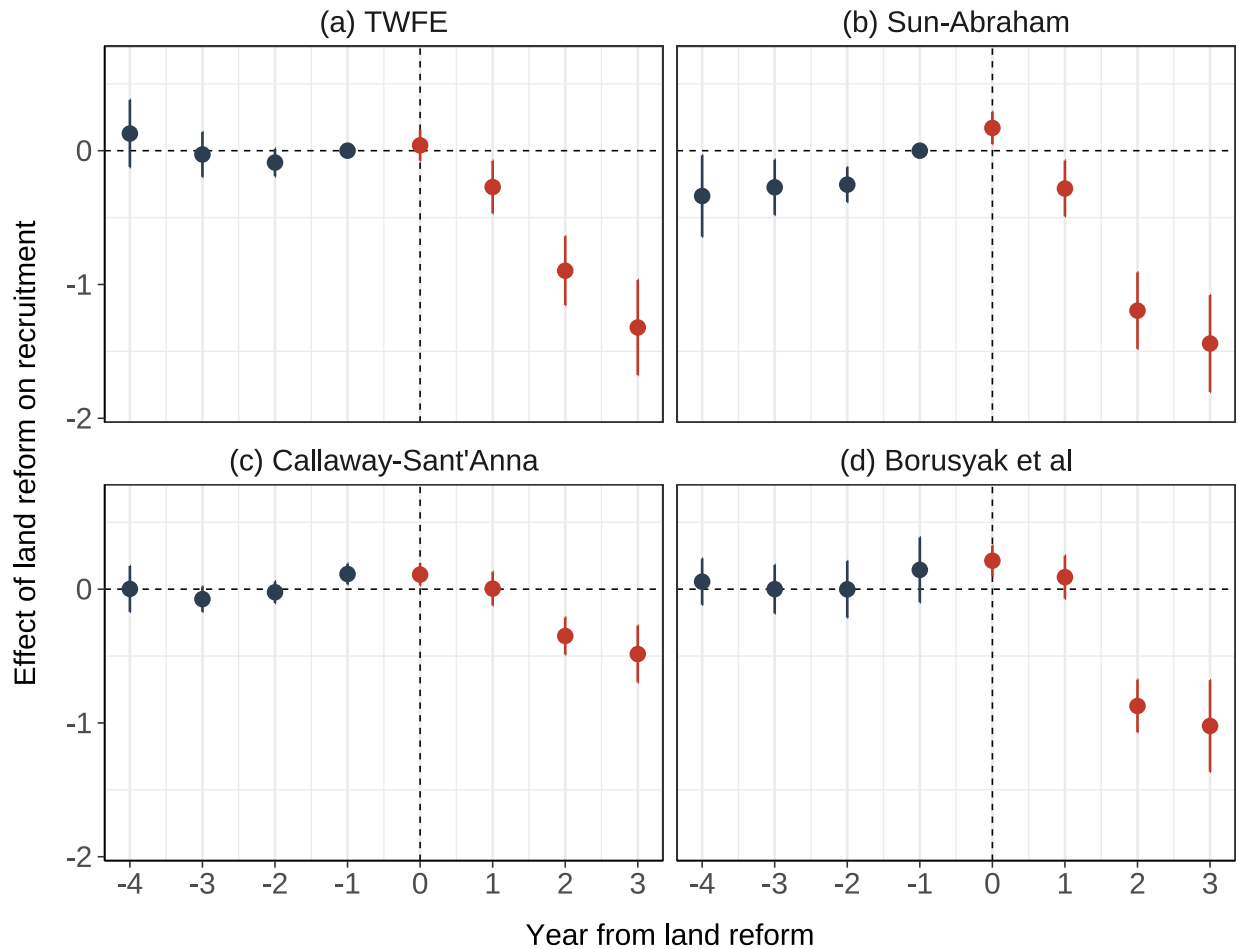 (a) TWFE
(b) Sun-Abraham
0
-1
-2
(c) Callaway-Sant'Anna
(d) Borusyak et al
0
-1
-2
-4 -3 -2 -1 0 1 2 3
-4 -3 -2 -1 0 1 2 3
Year from land reform
Effect of land reform on recruitment